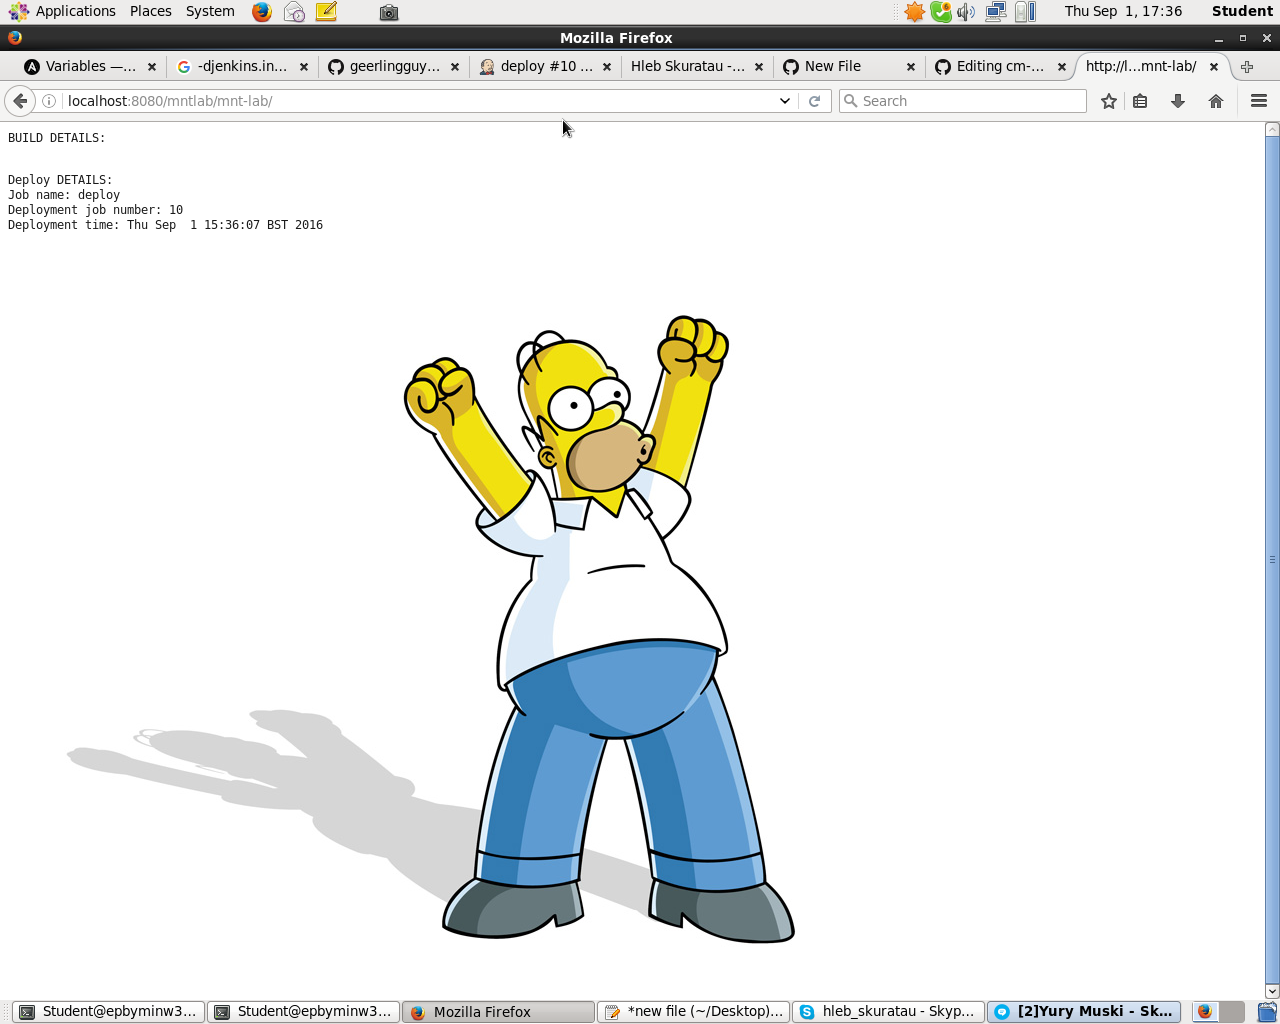 Applications Places System Thu Sep 1, 17:36 Student
Mozilla Firefox
Variables —... -djenkins.in... geerlingguy... deploy #10 ... Hleb Skuratau -... New File Editing cm-... http://l...mnt-lab/
localhost:8080/mntlab/mnt-lab/ Search
BUILD DETAILS:
Deploy DETAILS:
Job name: deploy
Deployment job number: 10
Deployment time: Thu Sep  1 15:36:07 BST 2016
Student@epbyminw3... Student@epbyminw3... Mozilla Firefox *new file (~/Desktop)... hleb_skuratau - Skyp... [2]Yury Muski - Sk...